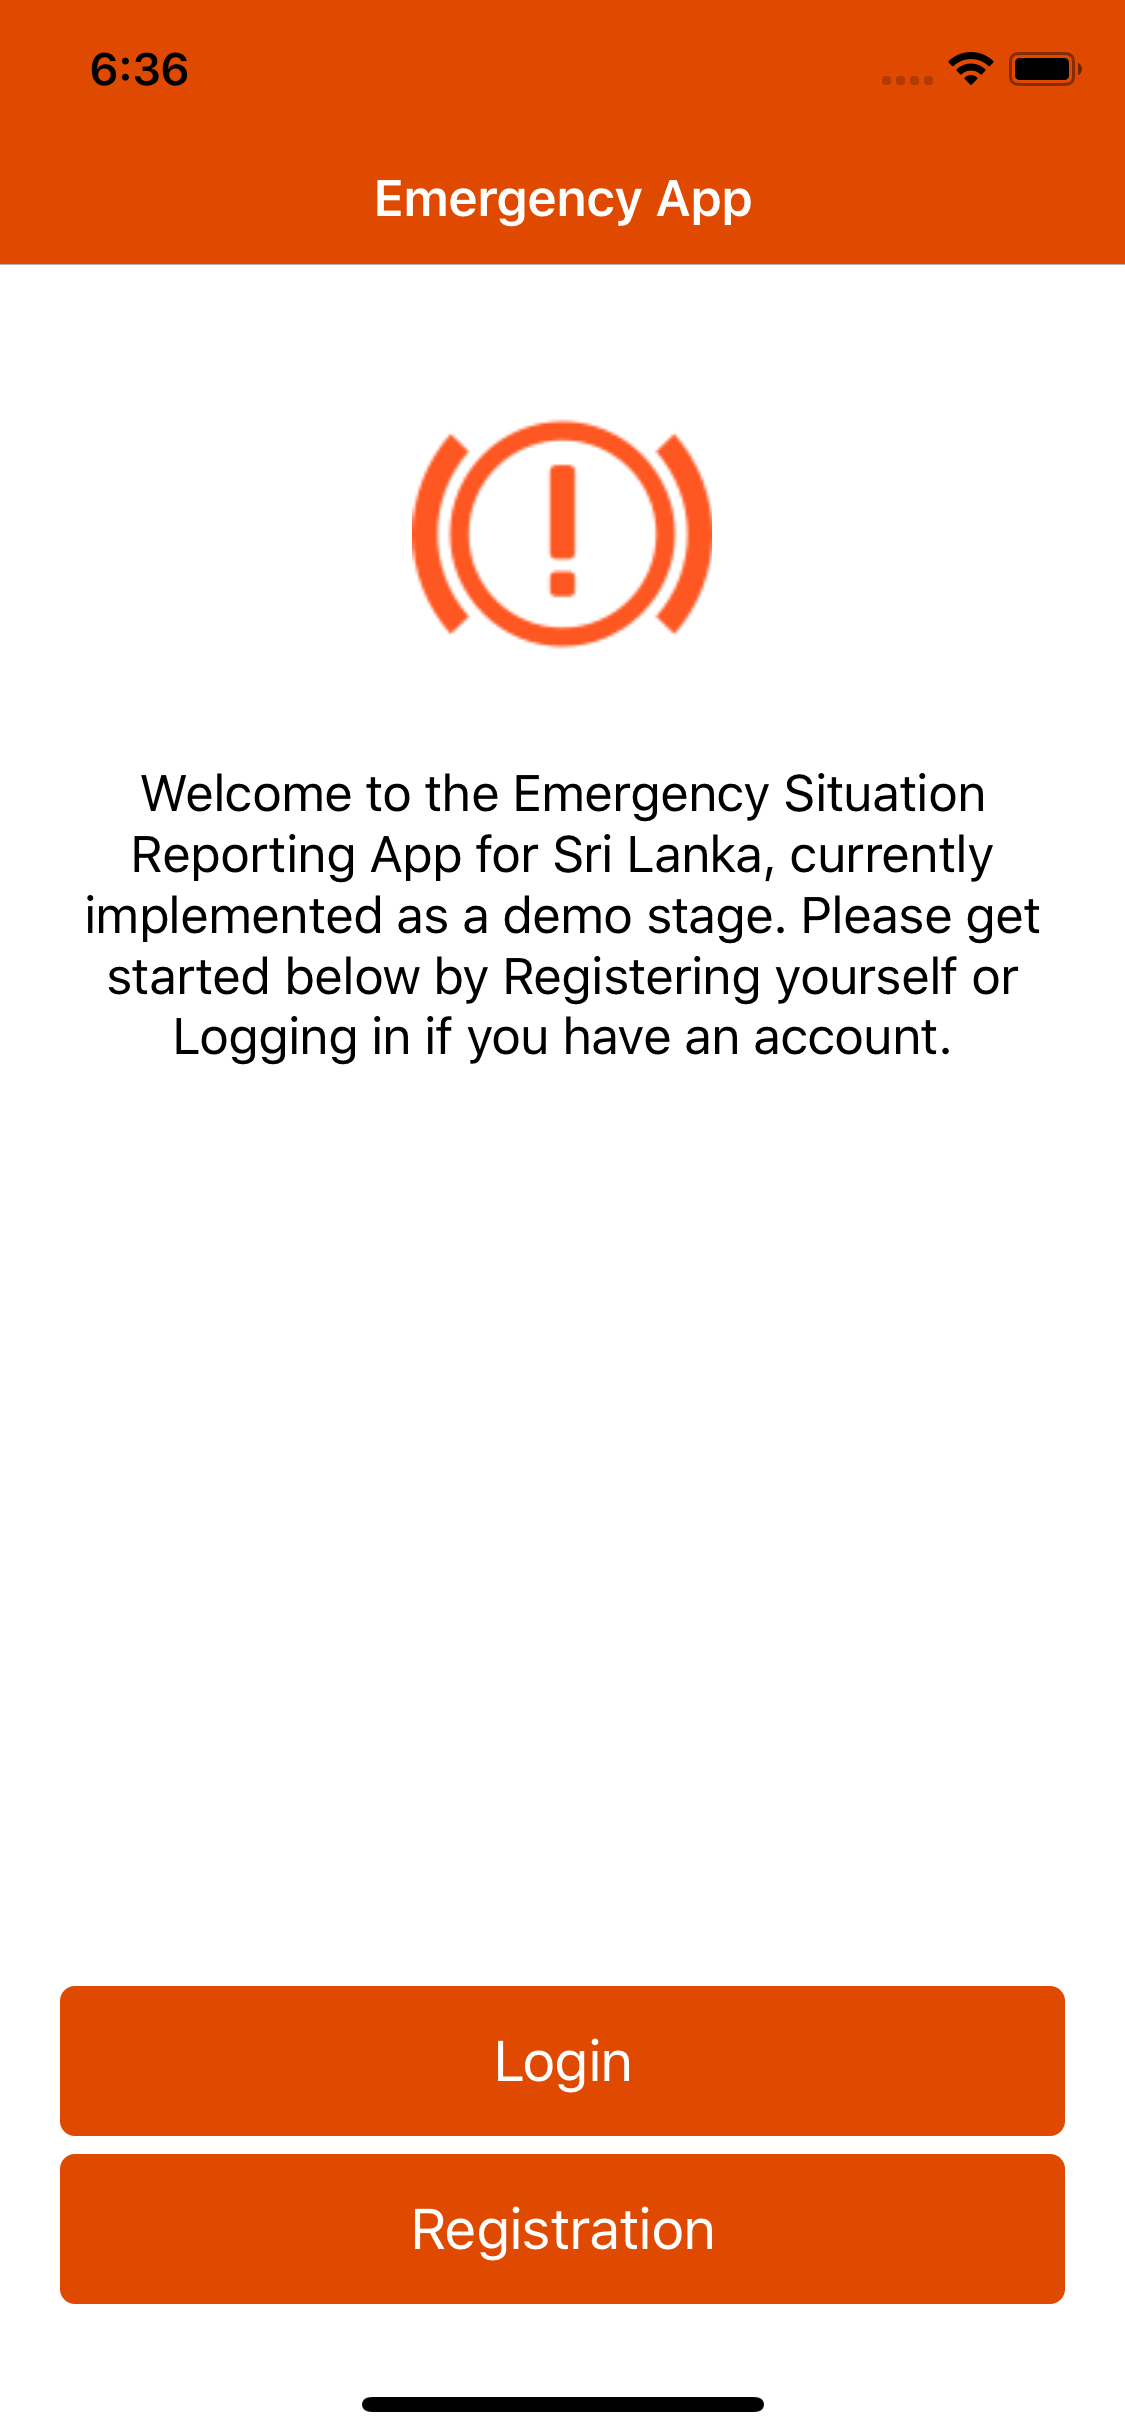 6:36
Emergency App
Welcome to the Emergency Situation
Reporting App for Sri Lanka, currently
implemented as a demo stage. Please get
started below by Registering yourself or
Logging in if you have an account.
Login
Registration